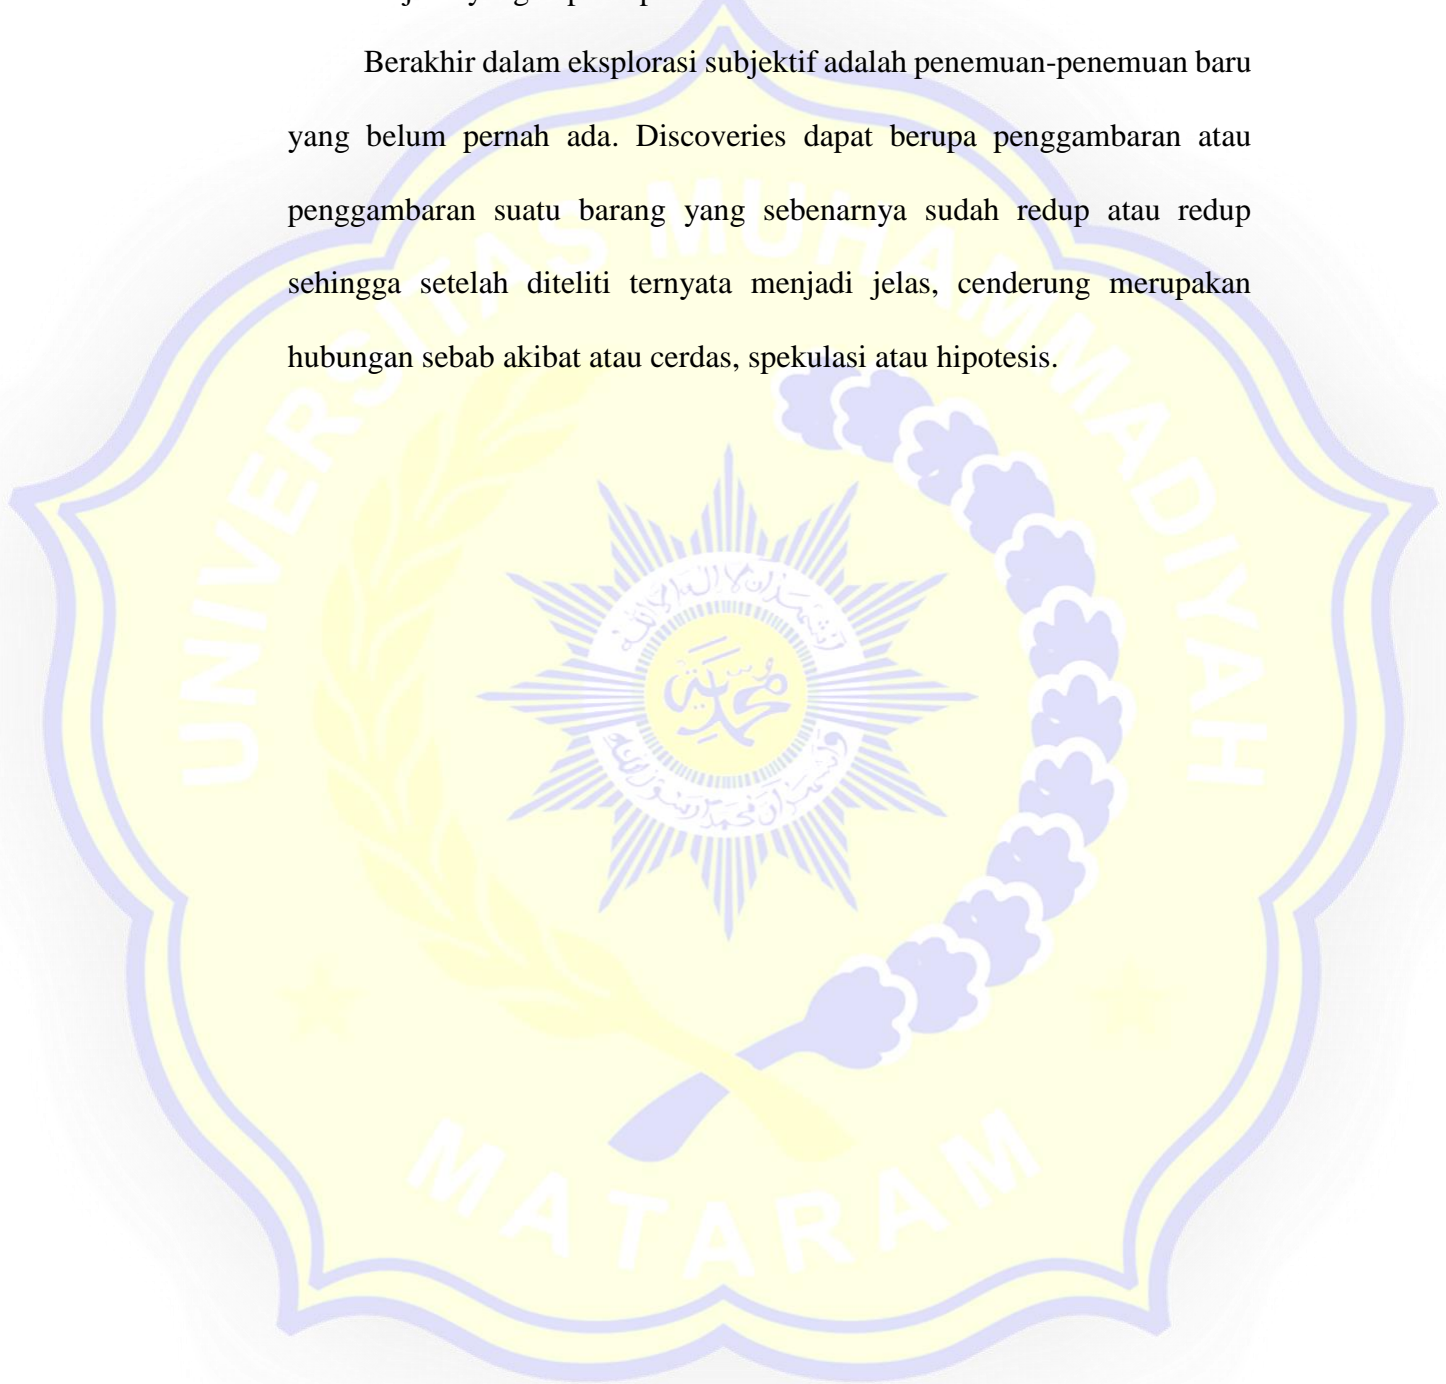 Berakhir dalam eksplorasi subjektif adalah penemuan-penemuan baru
yang belum pernah ada. Discoveries dapat berupa penggambaran atau
penggambaran suatu barang yang sebenarnya sudah redup atau redup
sehingga setelah diteliti ternyata menjadi jelas, cenderung merupakan
hubungan sebab akibat atau cerdas, spekulasi atau hipotesis.
UNIVERSITAS MUHAMMADIYAH
MATARAM